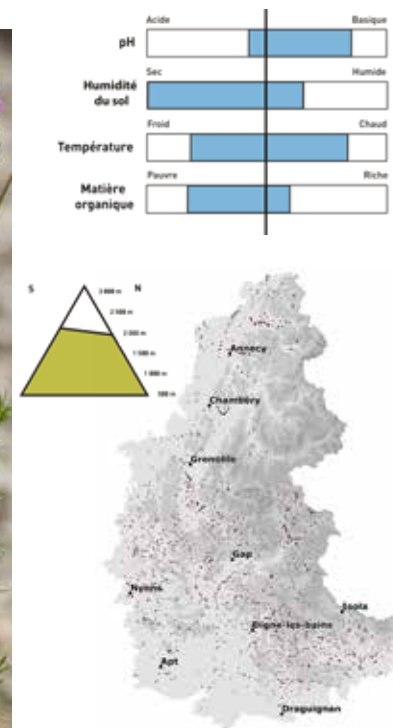 Acide Basique
pH
Sec Humide
Humidité
du sol
Froid Chaud
Température
Pauvre Riche
Matière
organique
S N
3 000 m
2 500 m
2 000 m
1 500 m
1 000 m
500 m
Annecy
Chambéry
Grenoble
Gap
Nyons
Isola
Digne-les-bains
Apt
Draguignan